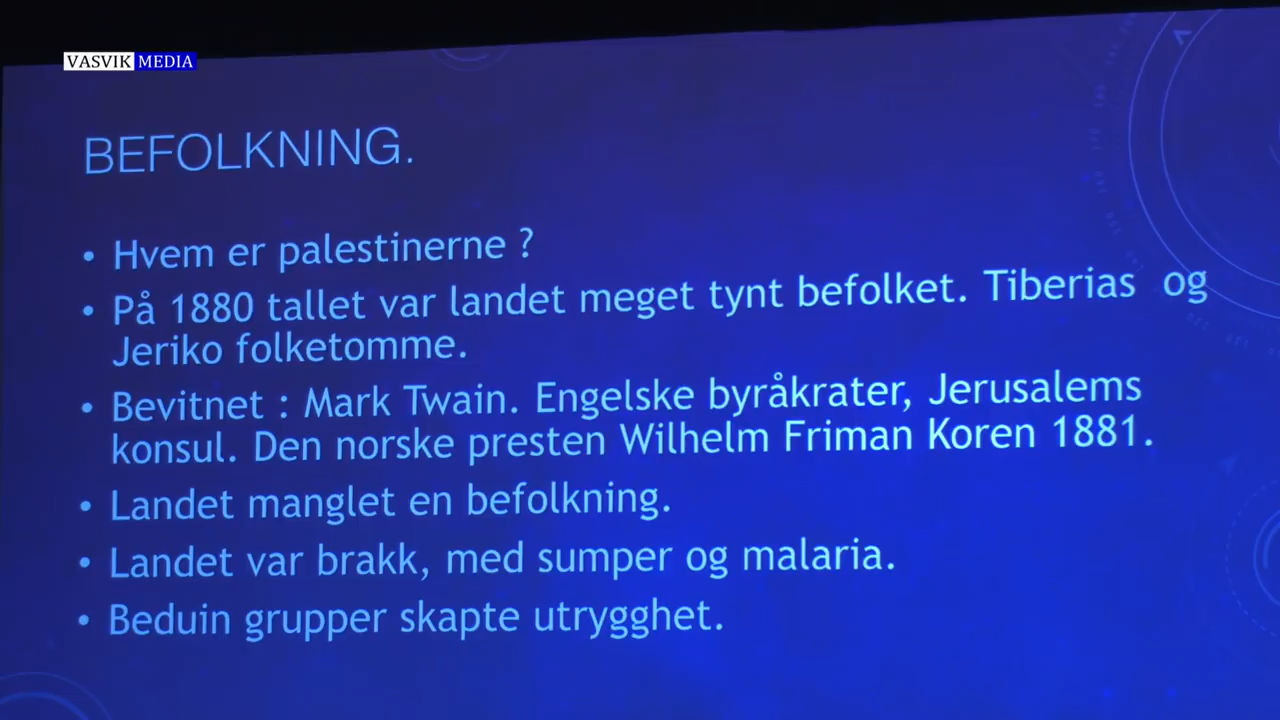 VASVIK MEDIA
BEFOLKNING.
• Hvem er palestinerne ?
• På 1880 tallet var landet meget tynt befolket. Tiberias og
Jeriko folketomme.
• Bevitnet : Mark Twain. Engelske byråkrater, Jerusalems
konsul. Den norske presten Wilhelm Friman Koren 1881.
• Landet manglet en befolkning.
• Landet var brakk, med sumper og malaria.
• Beduin grupper skapte utrygghet.